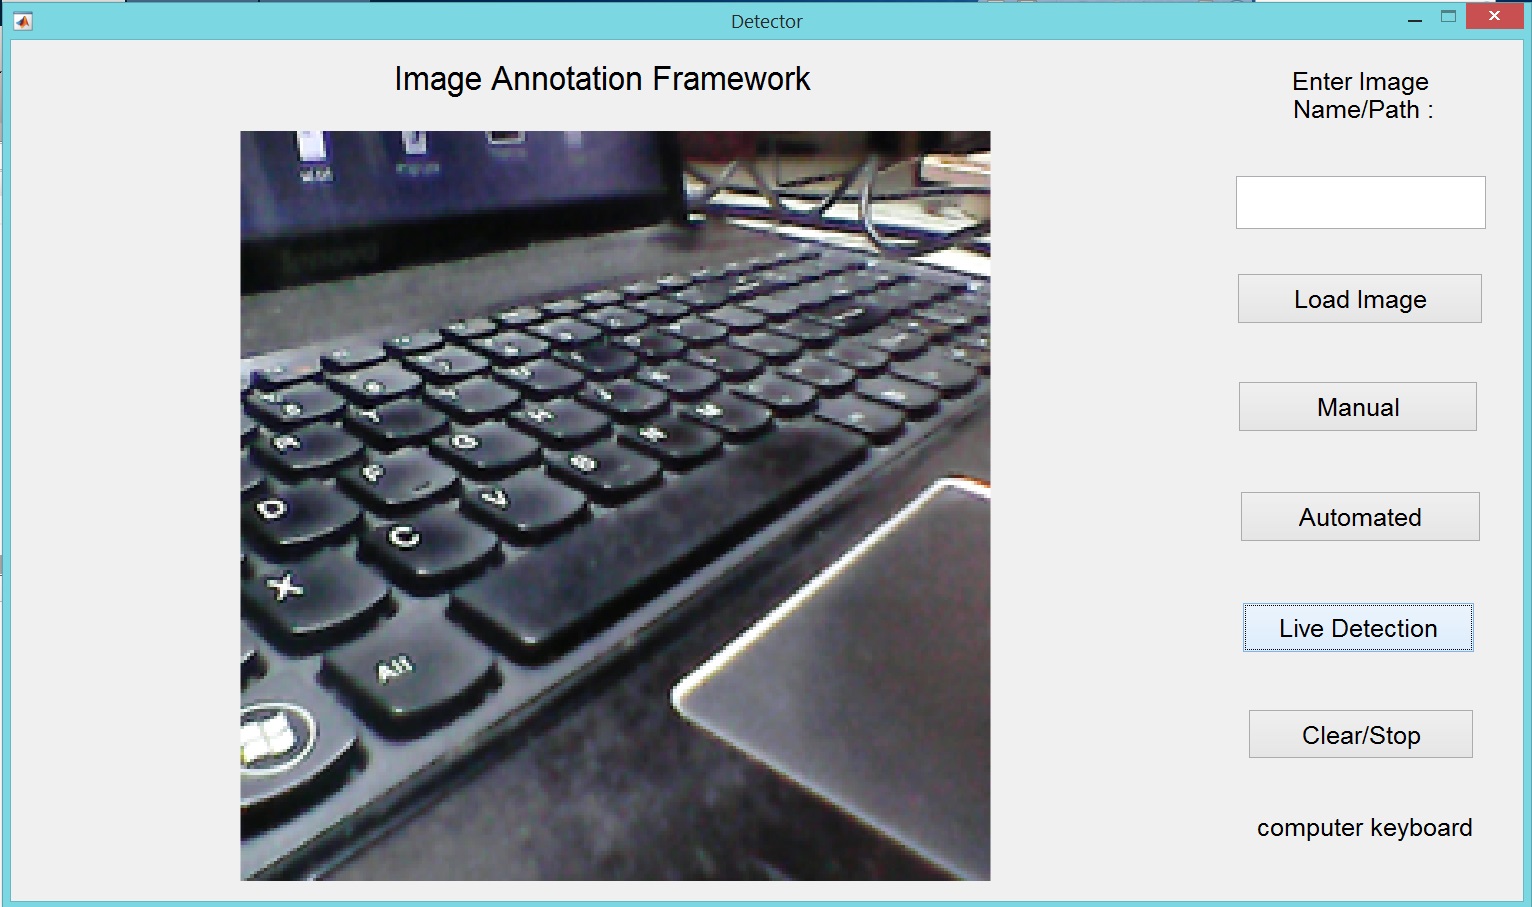 Detector
Image Annotation Framework
Enter Image
Name/Path :
Load Image
Manual
Automated
Live Detection
Clear/Stop
computer keyboard
lenovo
F
D
C
V
B
X
Alt